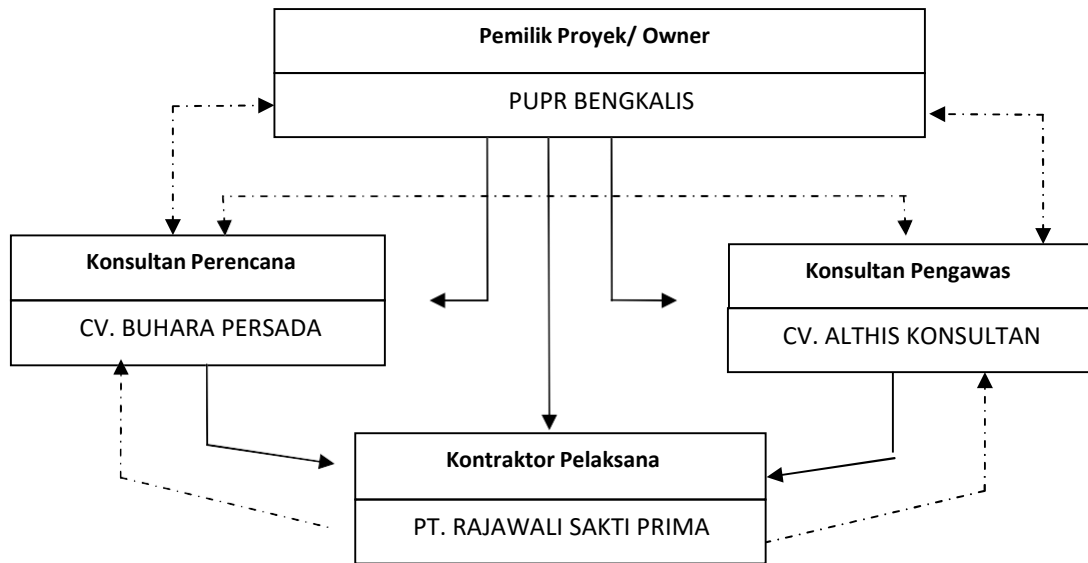 Pemilik Proyek/ Owner
PUPR BENGKALIS
Konsultan Perencana
CV. BUHARA PERSADA
Konsultan Pengawas
CV. ALTHIS KONSULTAN
Kontraktor Pelaksana
PT. RAJAWALI SAKTI PRIMA